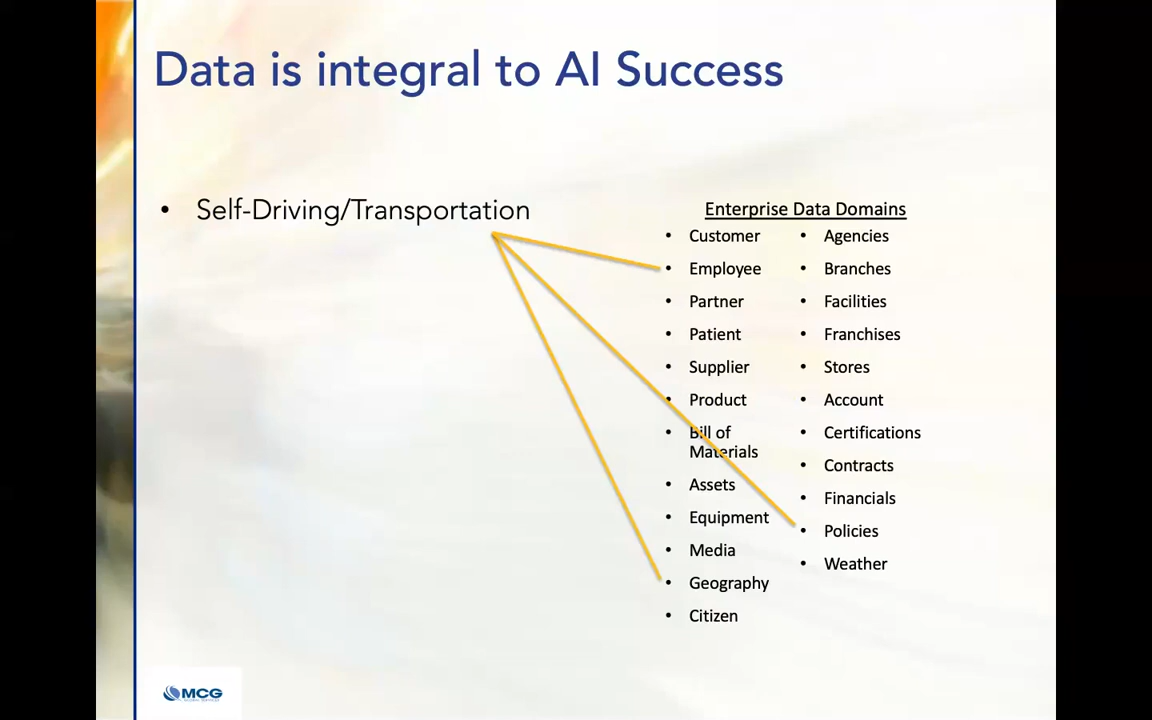 Data is integral to AI Success
• Self-Driving/Transportation
Enterprise Data Domains
• Customer
• Employee
• Partner
• Patient
• Supplier
• Product
• Bill of
Materials
• Assets
• Equipment
• Media
• Geography
• Citizen
• Agencies
• Branches
• Facilities
• Franchises
• Stores
• Account
• Certifications
• Contracts
• Financials
• Policies
• Weather
MCG